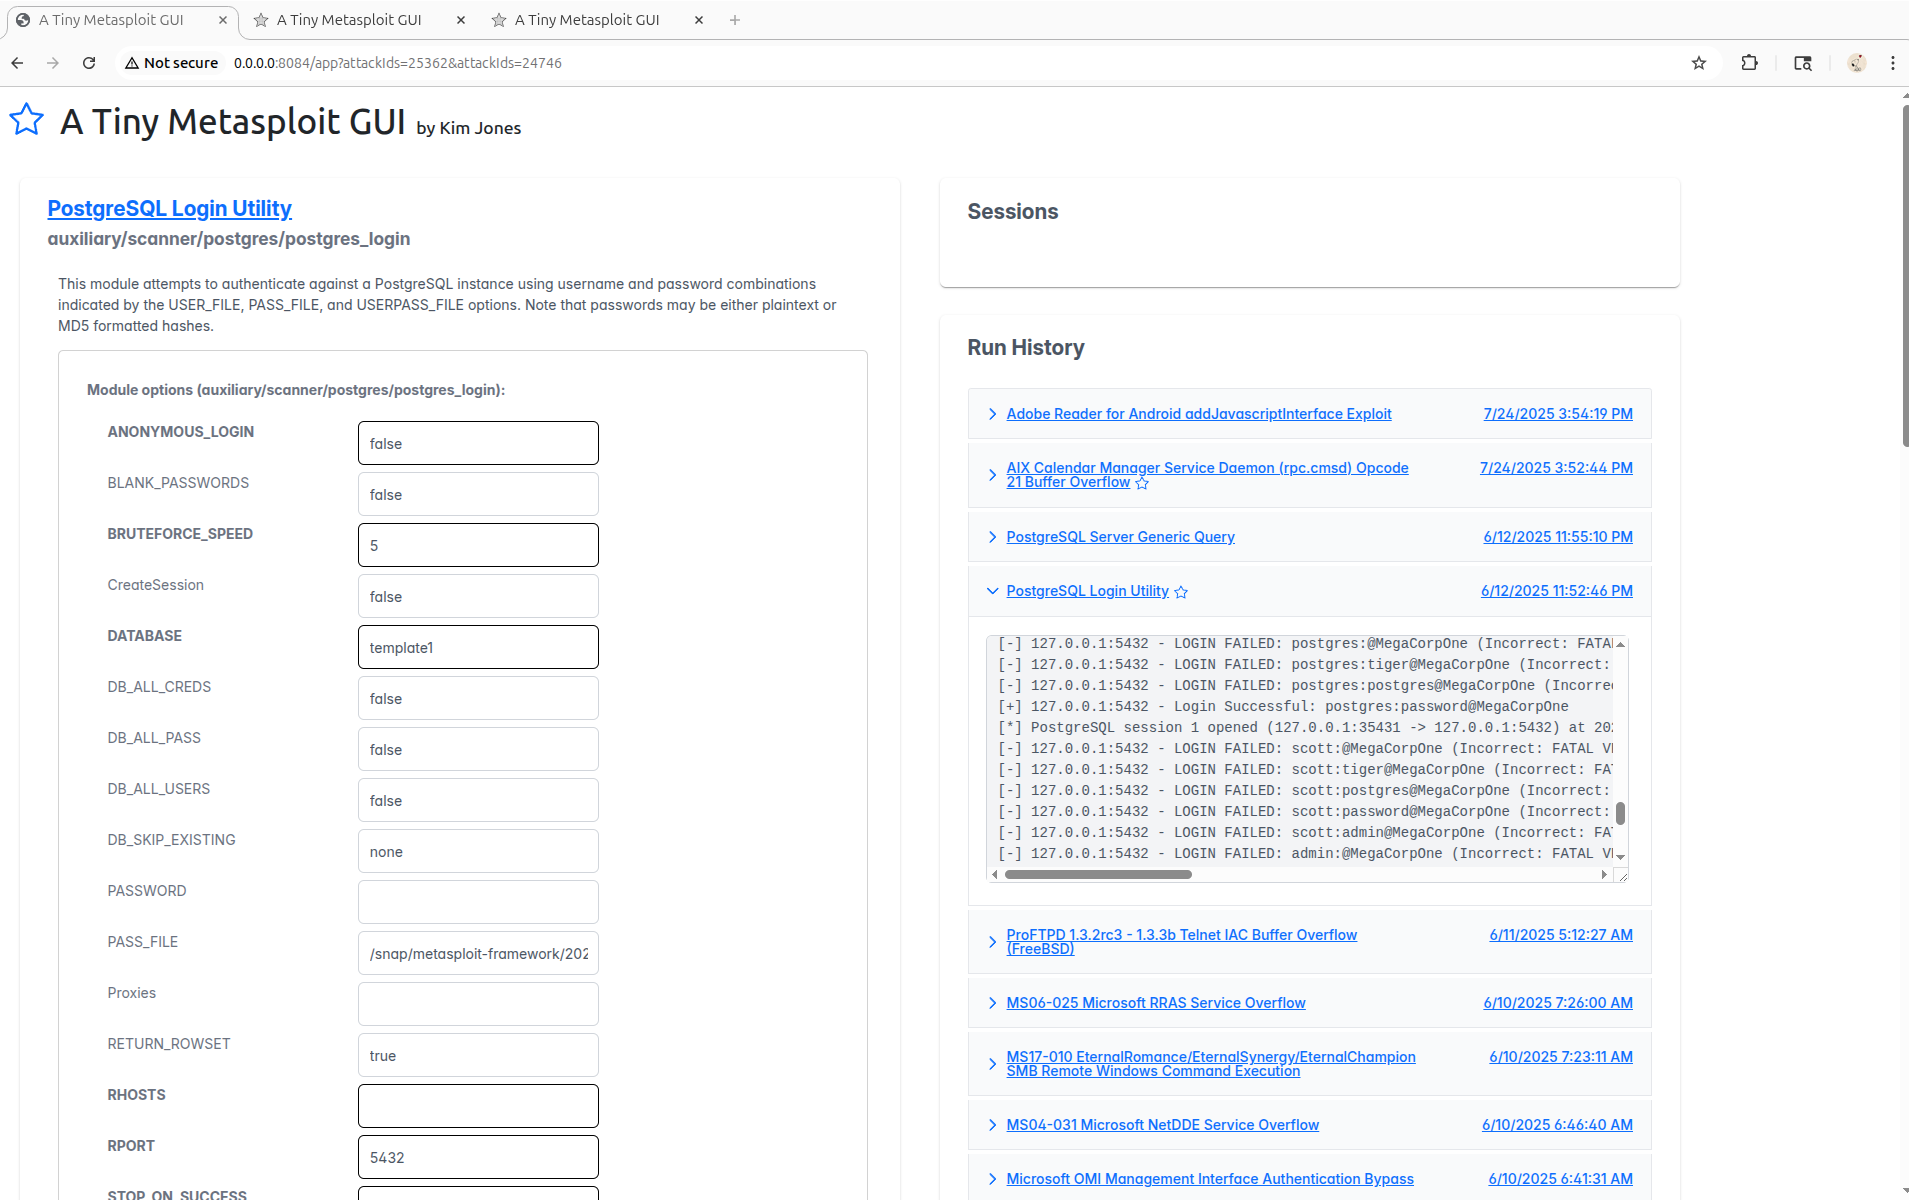 A Tiny Metasploit GUI
A Tiny Metasploit GUI
A Tiny Metasploit GUI
Not secure 0.0.0.0:8084/app?attackIds=25362&attackIds=24746
A Tiny Metasploit GUI by Kim Jones
PostgreSQL Login Utility
auxiliary/scanner/postgres/postgres_login
This module attempts to authenticate against a PostgreSQL instance using username and password combinations
indicated by the USER_FILE, PASS_FILE, and USERPASS_FILE options. Note that passwords may be either plaintext or
MD5 formatted hashes.
Module options (auxiliary/scanner/postgres/postgres_login):
ANONYMOUS_LOGIN false
BLANK_PASSWORDS false
BRUTEFORCE_SPEED 5
CreateSession false
DATABASE template1
DB_ALL_CREDS false
DB_ALL_PASS false
DB_ALL_USERS false
DB_SKIP_EXISTING none
PASSWORD
PASS_FILE /snap/metasploit-framework/202
Proxies
RETURN_ROWSET true
RHOSTS
RPORT 5432
STOP_ON_SUCCESS
Sessions
Run History
Adobe Reader for Android addJavascriptInterface Exploit 7/24/2025 3:54:19 PM
AIX Calendar Manager Service Daemon (rpc.cmsd) Opcode 7/24/2025 3:52:44 PM
21 Buffer Overflow
PostgreSQL Server Generic Query 6/12/2025 11:55:10 PM
PostgreSQL Login Utility 6/12/2025 11:52:46 PM
[-] 127.0.0.1:5432 - LOGIN FAILED: postgres:@MegaCorpOne (Incorrect: FATAL
[-] 127.0.0.1:5432 - LOGIN FAILED: postgres:tiger@MegaCorpOne (Incorrect:
[-] 127.0.0.1:5432 - LOGIN FAILED: postgres:postgres@MegaCorpOne (Incorre
[+] 127.0.0.1:5432 - Login Successful: postgres:password@MegaCorpOne
[*] PostgreSQL session 1 opened (127.0.0.1:35431 -> 127.0.0.1:5432) at 202
[-] 127.0.0.1:5432 - LOGIN FAILED: scott:@MegaCorpOne (Incorrect: FATAL V
[-] 127.0.0.1:5432 - LOGIN FAILED: scott:tiger@MegaCorpOne (Incorrect: FAT
[-] 127.0.0.1:5432 - LOGIN FAILED: scott:postgres@MegaCorpOne (Incorrect:
[-] 127.0.0.1:5432 - LOGIN FAILED: scott:password@MegaCorpOne (Incorrect:
[-] 127.0.0.1:5432 - LOGIN FAILED: scott:admin@MegaCorpOne (Incorrect: FAT
[-] 127.0.0.1:5432 - LOGIN FAILED: admin:@MegaCorpOne (Incorrect: FATAL V
ProFTPD 1.3.2rc3 - 1.3.3b Telnet IAC Buffer Overflow 6/11/2025 5:12:27 AM
(FreeBSD)
MS06-025 Microsoft RRAS Service Overflow 6/10/2025 7:26:00 AM
MS17-010 EternalRomance/EternalSynergy/EternalChampion 6/10/2025 7:23:11 AM
SMB Remote Windows Command Execution
MS04-031 Microsoft NetDDE Service Overflow 6/10/2025 6:46:40 AM
Microsoft OMI Management Interface Authentication Bypass 6/10/2025 6:41:31 AM